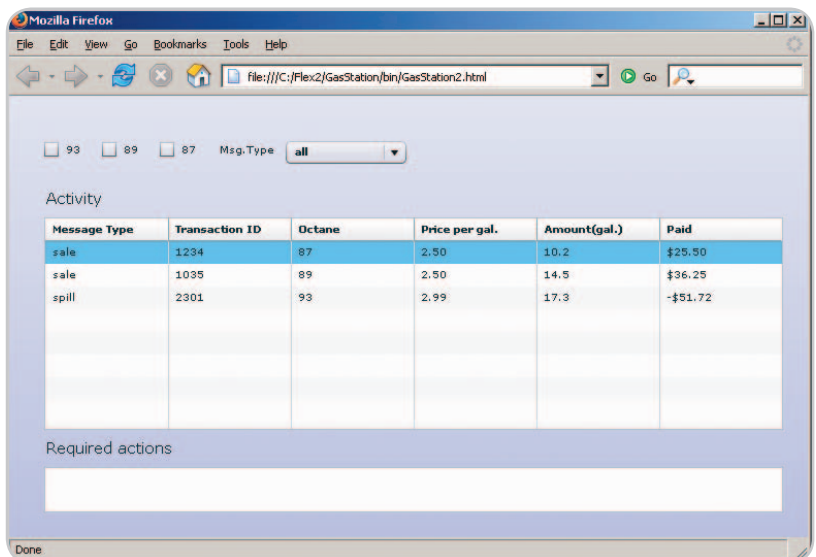 Mozilla Firefox
File Edit View Go Bookmarks Tools Help
file:///C:/Flex2/GasStation/bin/GasStation2.html Go
93 89 87 Msg.Type all
Activity
Message Type Transaction ID Octane Price per gal. Amount(gal.) Paid
sale 1234 87 2.50 10.2 $25.50
sale 1035 89 2.50 14.5 $36.25
spill 2301 93 2.99 17.3 -$51.72
Required actions
Done